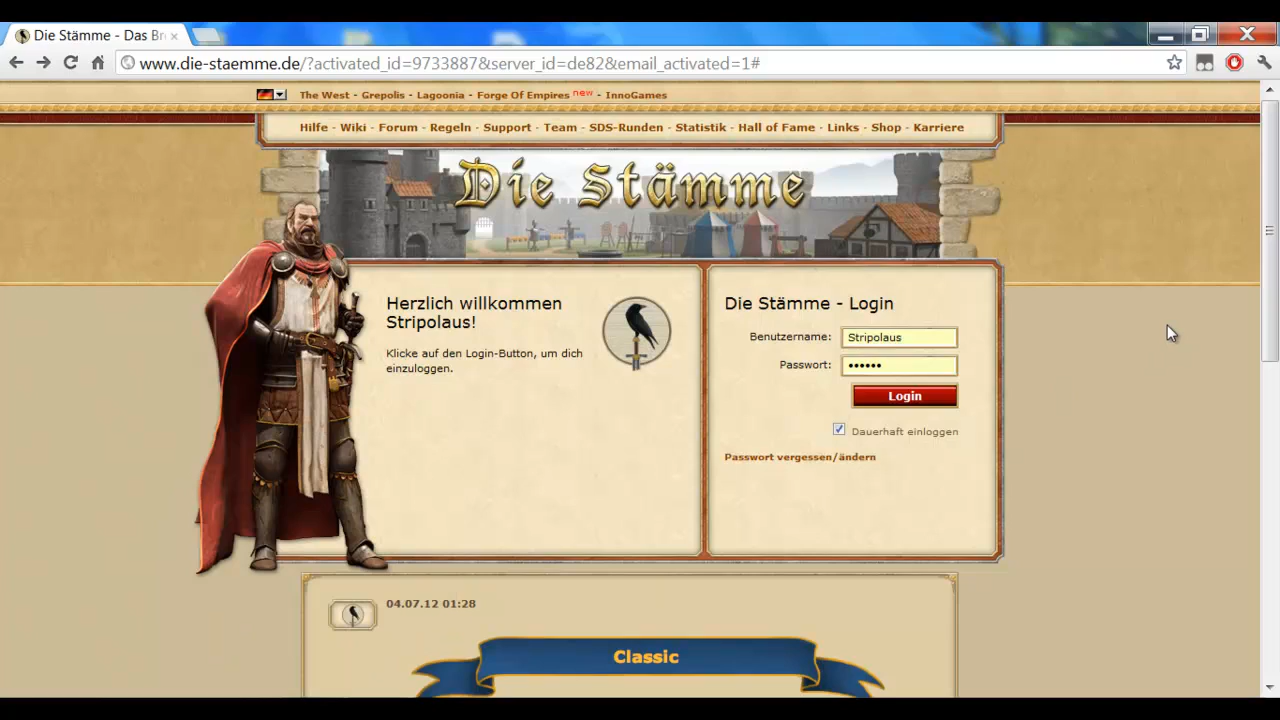 Die Stämme - Das Br
www.die-staemme.de/?activated_id=9733887&server_id=de82&email_activated=1#
The West - Grepolis - Lagoonia - Forge Of Empires new - InnoGames
Hilfe - Wiki - Forum - Regeln - Support - Team - SDS-Runden - Statistik - Hall of Fame - Links - Shop - Karriere
Die Stämme
Herzlich willkommen
Stripolaus!
Klicke auf den Login-Button, um dich
einzuloggen.
Die Stämme - Login
Benutzername: Stripolaus
Passwort: ••••••
Login
Dauerhaft einloggen
Passwort vergessen/ändern
04.07.12 01:28
Classic